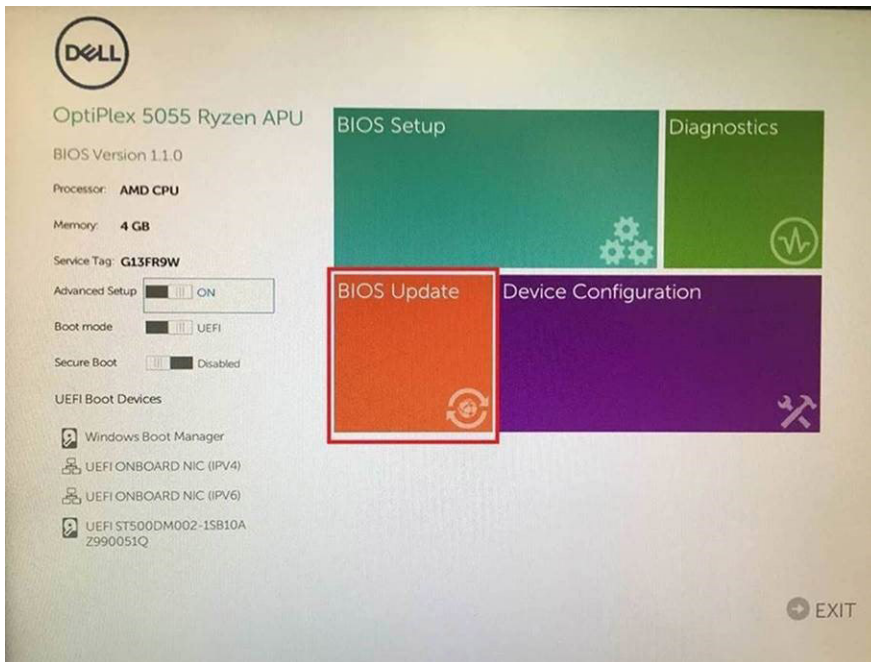 DELL
OptiPlex 5055 Ryzen APU
BIOS Version 1.1.0
Processor: AMD CPU
Memory: 4 GB
Service Tag: G13FR9W
Advanced Setup ON
Boot mode UEFI
Secure Boot Disabled
UEFI Boot Devices
Windows Boot Manager
UEFI ONBOARD NIC (IPV4)
UEFI ONBOARD NIC (IPV6)
UEFI ST500DM002-1SB10A
Z990051Q
BIOS Setup
Diagnostics
BIOS Update
Device Configuration
EXIT